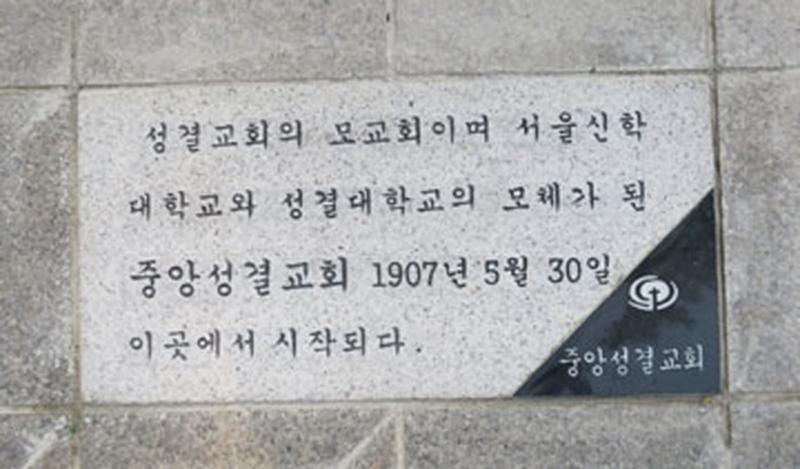 성결교회의 모교회이며 서울신학
대학교와 성결대학교의 모체가 된
중앙성결교회 1907년 5월 30일
이곳에서 시작되다.
중앙성결교회